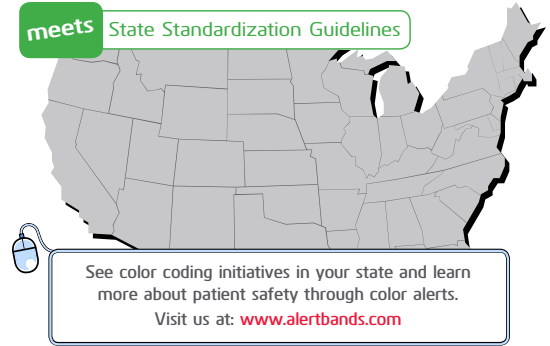 meets State Standardization Guidelines
See color coding initiatives in your state and learn
more about patient safety through color alerts.
Visit us at: www.alertbands.com